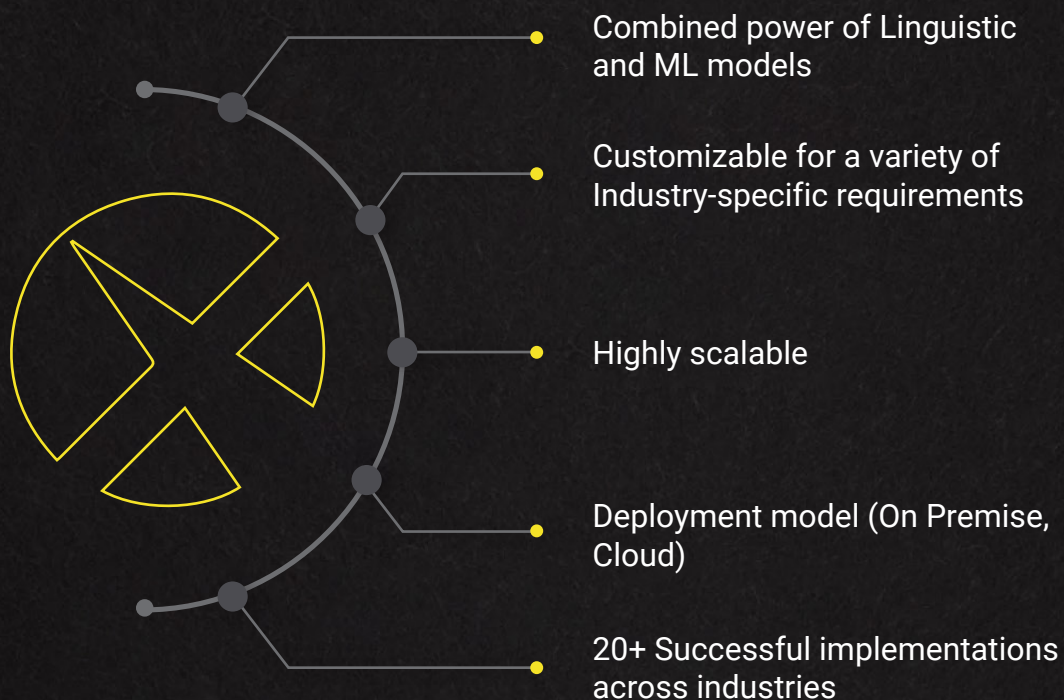 Combined power of Linguistic
and ML models
Customizable for a variety of
Industry-specific requirements
Highly scalable
Deployment model (On Premise,
Cloud)
20+ Successful implementations
across industries